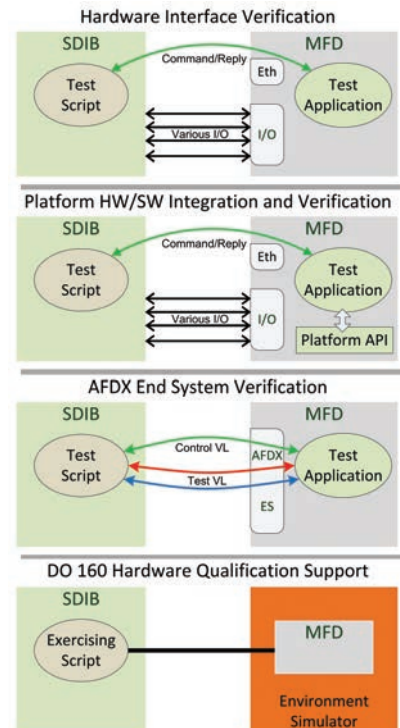 Hardware Interface Verification
SDIB
MFD
Command/Reply
Eth
Test
Script
Test
Application
Various I/O
I/O
Platform HW/SW Integration and Verification
SDIB
MFD
Command/Reply
Eth
Test
Script
Test
Application
Various I/O
I/O
Platform API
AFDX End System Verification
SDIB
MFD
Control VL
AFDX
Test
Script
Test
Application
Test VL
ES
DO 160 Hardware Qualification Support
SDIB
MFD
Exercising
Script
Environment
Simulator